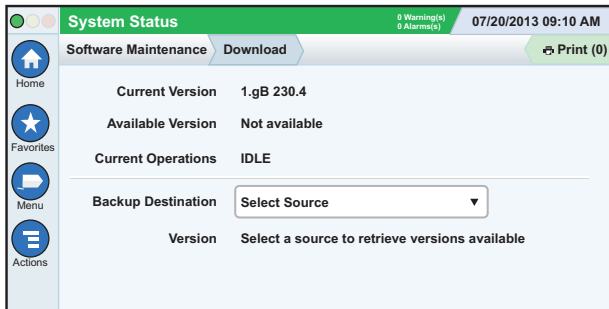 System Status
0 Warning(s)
0 Alarms(s)
07/20/2013 09:10 AM
Software Maintenance
Download
Print (0)
Home
Favorites
Menu
Actions
Current Version 1.gB 230.4
Available Version Not available
Current Operations IDLE
Backup Destination Select Source
Version Select a source to retrieve versions available